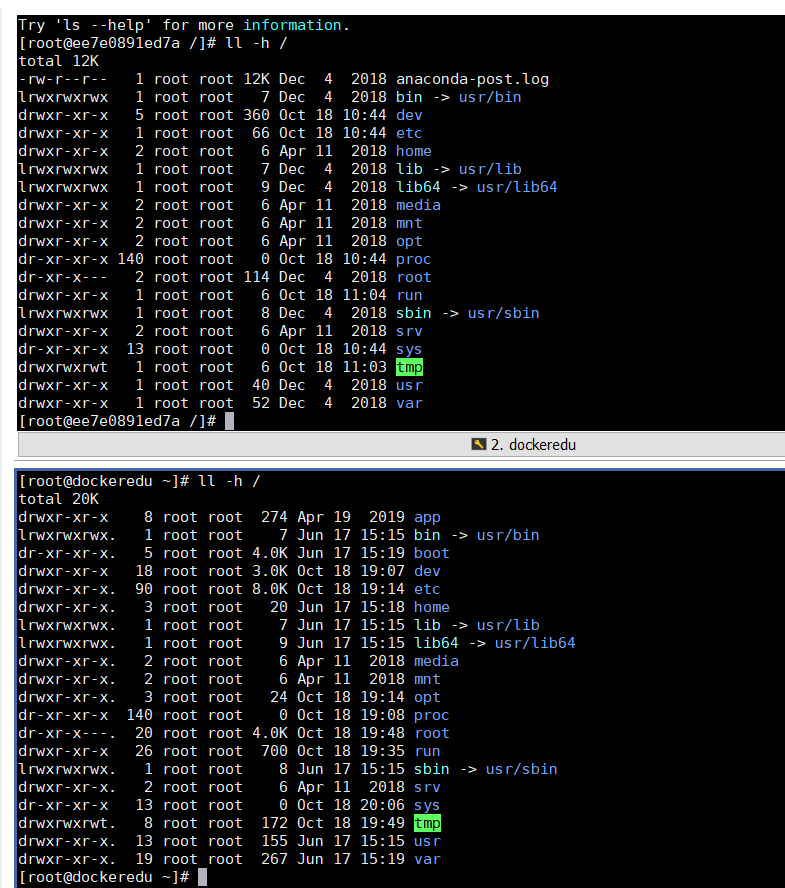 Try 'ls --help' for more information.
[root@ee7e0891ed7a /]# ll -h /
total 12K
-rw-r--r--   1 root root 12K Dec  4  2018 anaconda-post.log
lrwxrwxrwx   1 root root   7 Dec  4  2018 bin -> usr/bin
drwxr-xr-x   5 root root 360 Oct 18 10:44 dev
drwxr-xr-x   1 root root  66 Oct 18 10:44 etc
drwxr-xr-x   2 root root   6 Apr 11  2018 home
lrwxrwxrwx   1 root root   7 Dec  4  2018 lib -> usr/lib
lrwxrwxrwx   1 root root   9 Dec  4  2018 lib64 -> usr/lib64
drwxr-xr-x   2 root root   6 Apr 11  2018 media
drwxr-xr-x   2 root root   6 Apr 11  2018 mnt
drwxr-xr-x   2 root root   6 Apr 11  2018 opt
dr-xr-xr-x 140 root root   0 Oct 18 10:44 proc
dr-xr-x---   2 root root 114 Dec  4  2018 root
drwxr-xr-x   1 root root   6 Oct 18 11:04 run
lrwxrwxrwx   1 root root   8 Dec  4  2018 sbin -> usr/sbin
drwxr-xr-x   2 root root   6 Apr 11  2018 srv
dr-xr-xr-x  13 root root   0 Oct 18 10:44 sys
drwxrwxrwt   1 root root   6 Oct 18 11:03 tmp
drwxr-xr-x   1 root root  40 Dec  4  2018 usr
drwxr-xr-x   1 root root  52 Dec  4  2018 var
[root@ee7e0891ed7a /]#
2. dockeredu
[root@dockeredu ~]# ll -h /
total 20K
drwxr-xr-x    8 root root  274 Apr 19  2019 app
lrwxrwxrwx.   1 root root    7 Jun 17 15:15 bin -> usr/bin
dr-xr-xr-x.   5 root root 4.0K Jun 17 15:19 boot
drwxr-xr-x   18 root root 3.0K Oct 18 19:07 dev
drwxr-xr-x.  90 root root 8.0K Oct 18 19:14 etc
drwxr-xr-x.   3 root root   20 Jun 17 15:18 home
lrwxrwxrwx.   1 root root    7 Jun 17 15:15 lib -> usr/lib
lrwxrwxrwx.   1 root root    9 Jun 17 15:15 lib64 -> usr/lib64
drwxr-xr-x.   2 root root    6 Apr 11  2018 media
drwxr-xr-x.   2 root root    6 Apr 11  2018 mnt
drwxr-xr-x.   3 root root   24 Oct 18 19:14 opt
dr-xr-xr-x  140 root root    0 Oct 18 19:08 proc
dr-xr-x---.  20 root root 4.0K Oct 18 19:48 root
drwxr-xr-x   26 root root  700 Oct 18 19:35 run
lrwxrwxrwx.   1 root root    8 Jun 17 15:15 sbin -> usr/sbin
drwxr-xr-x.   2 root root    6 Apr 11  2018 srv
dr-xr-xr-x   13 root root    0 Oct 18 20:06 sys
drwxrwxrwt.   8 root root  172 Oct 18 19:49 tmp
drwxr-xr-x.  13 root root  155 Jun 17 15:15 usr
drwxr-xr-x.  19 root root  267 Jun 17 15:19 var
[root@dockeredu ~]#